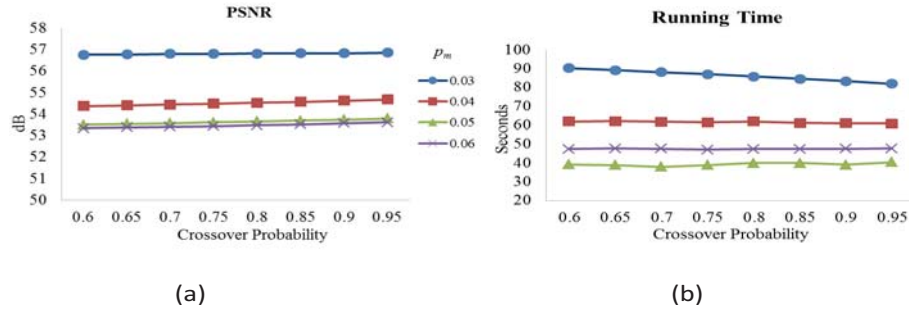 PSNR
58
57
56
55
54
53
52
51
50
dB
0.6 0.65 0.7 0.75 0.8 0.85 0.9 0.95
Crossover Probability
pm
0.03
0.04
0.05
0.06
(a)
Running Time
100
90
80
70
60
50
40
30
20
Seconds
0.6 0.65 0.7 0.75 0.8 0.85 0.9 0.95
Crossover Probability
(b)